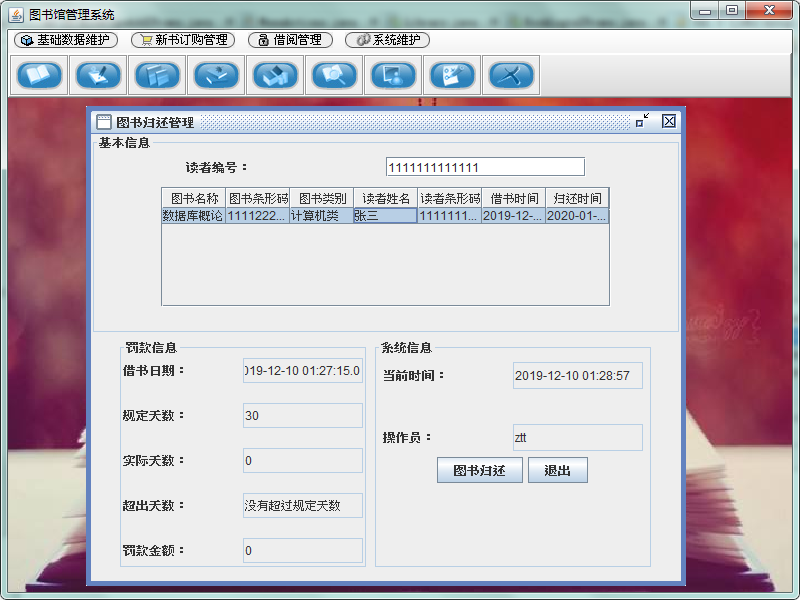 图书馆管理系统
基础数据维护 新书订购管理 借阅管理 系统维护
图书归还管理
基本信息
读者编号： 1111111111111
图书名称 图书条形码 图书类别 读者姓名 读者条形码 借书时间 归还时间
数据库概论 1111222... 计算机类 张三 1111111... 2019-12-... 2020-01-...
罚款信息
借书日期： 019-12-10 01:27:15.0
规定天数： 30
实际天数： 0
超出天数： 没有超过规定天数
罚款金额： 0
系统信息
当前时间： 2019-12-10 01:28:57
操作员： ztt
图书归还 退出